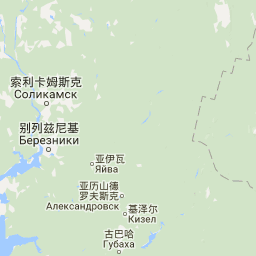 索利卡姆斯克
Соликамск
别列兹尼基
Березники
亚伊瓦
Яйва
亚历山德
罗夫斯克
Александровск
基泽尔
Кизел
古巴哈
Губаха